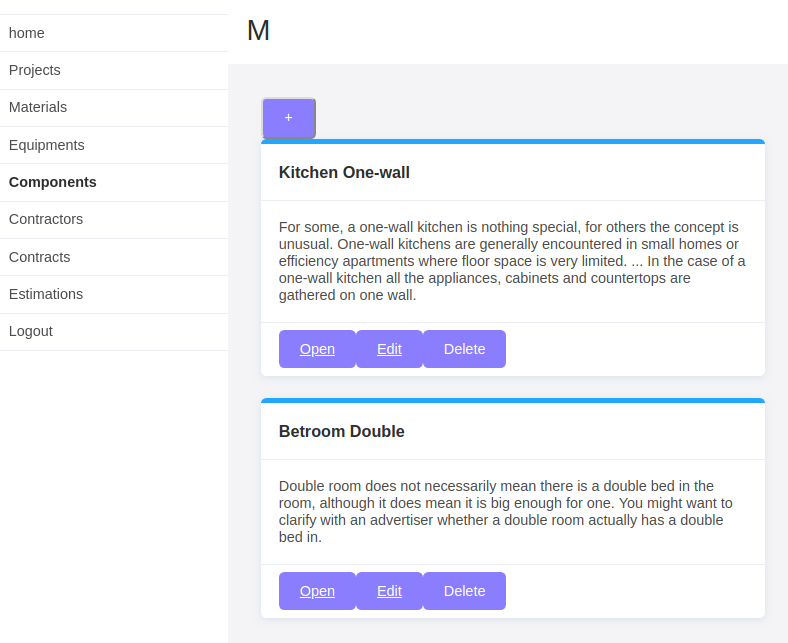 home
Projects
Materials
Equipments
Components
Contractors
Contracts
Estimations
Logout
M
+
Kitchen One-wall
For some, a one-wall kitchen is nothing special, for others the concept is
unusual. One-wall kitchens are generally encountered in small homes or
efficiency apartments where floor space is very limited. ... In the case of a
one-wall kitchen all the appliances, cabinets and countertops are
gathered on one wall.
Open Edit Delete
Betroom Double
Double room does not necessarily mean there is a double bed in the
room, although it does mean it is big enough for one. You might want to
clarify with an advertiser whether a double room actually has a double
bed in.
Open Edit Delete